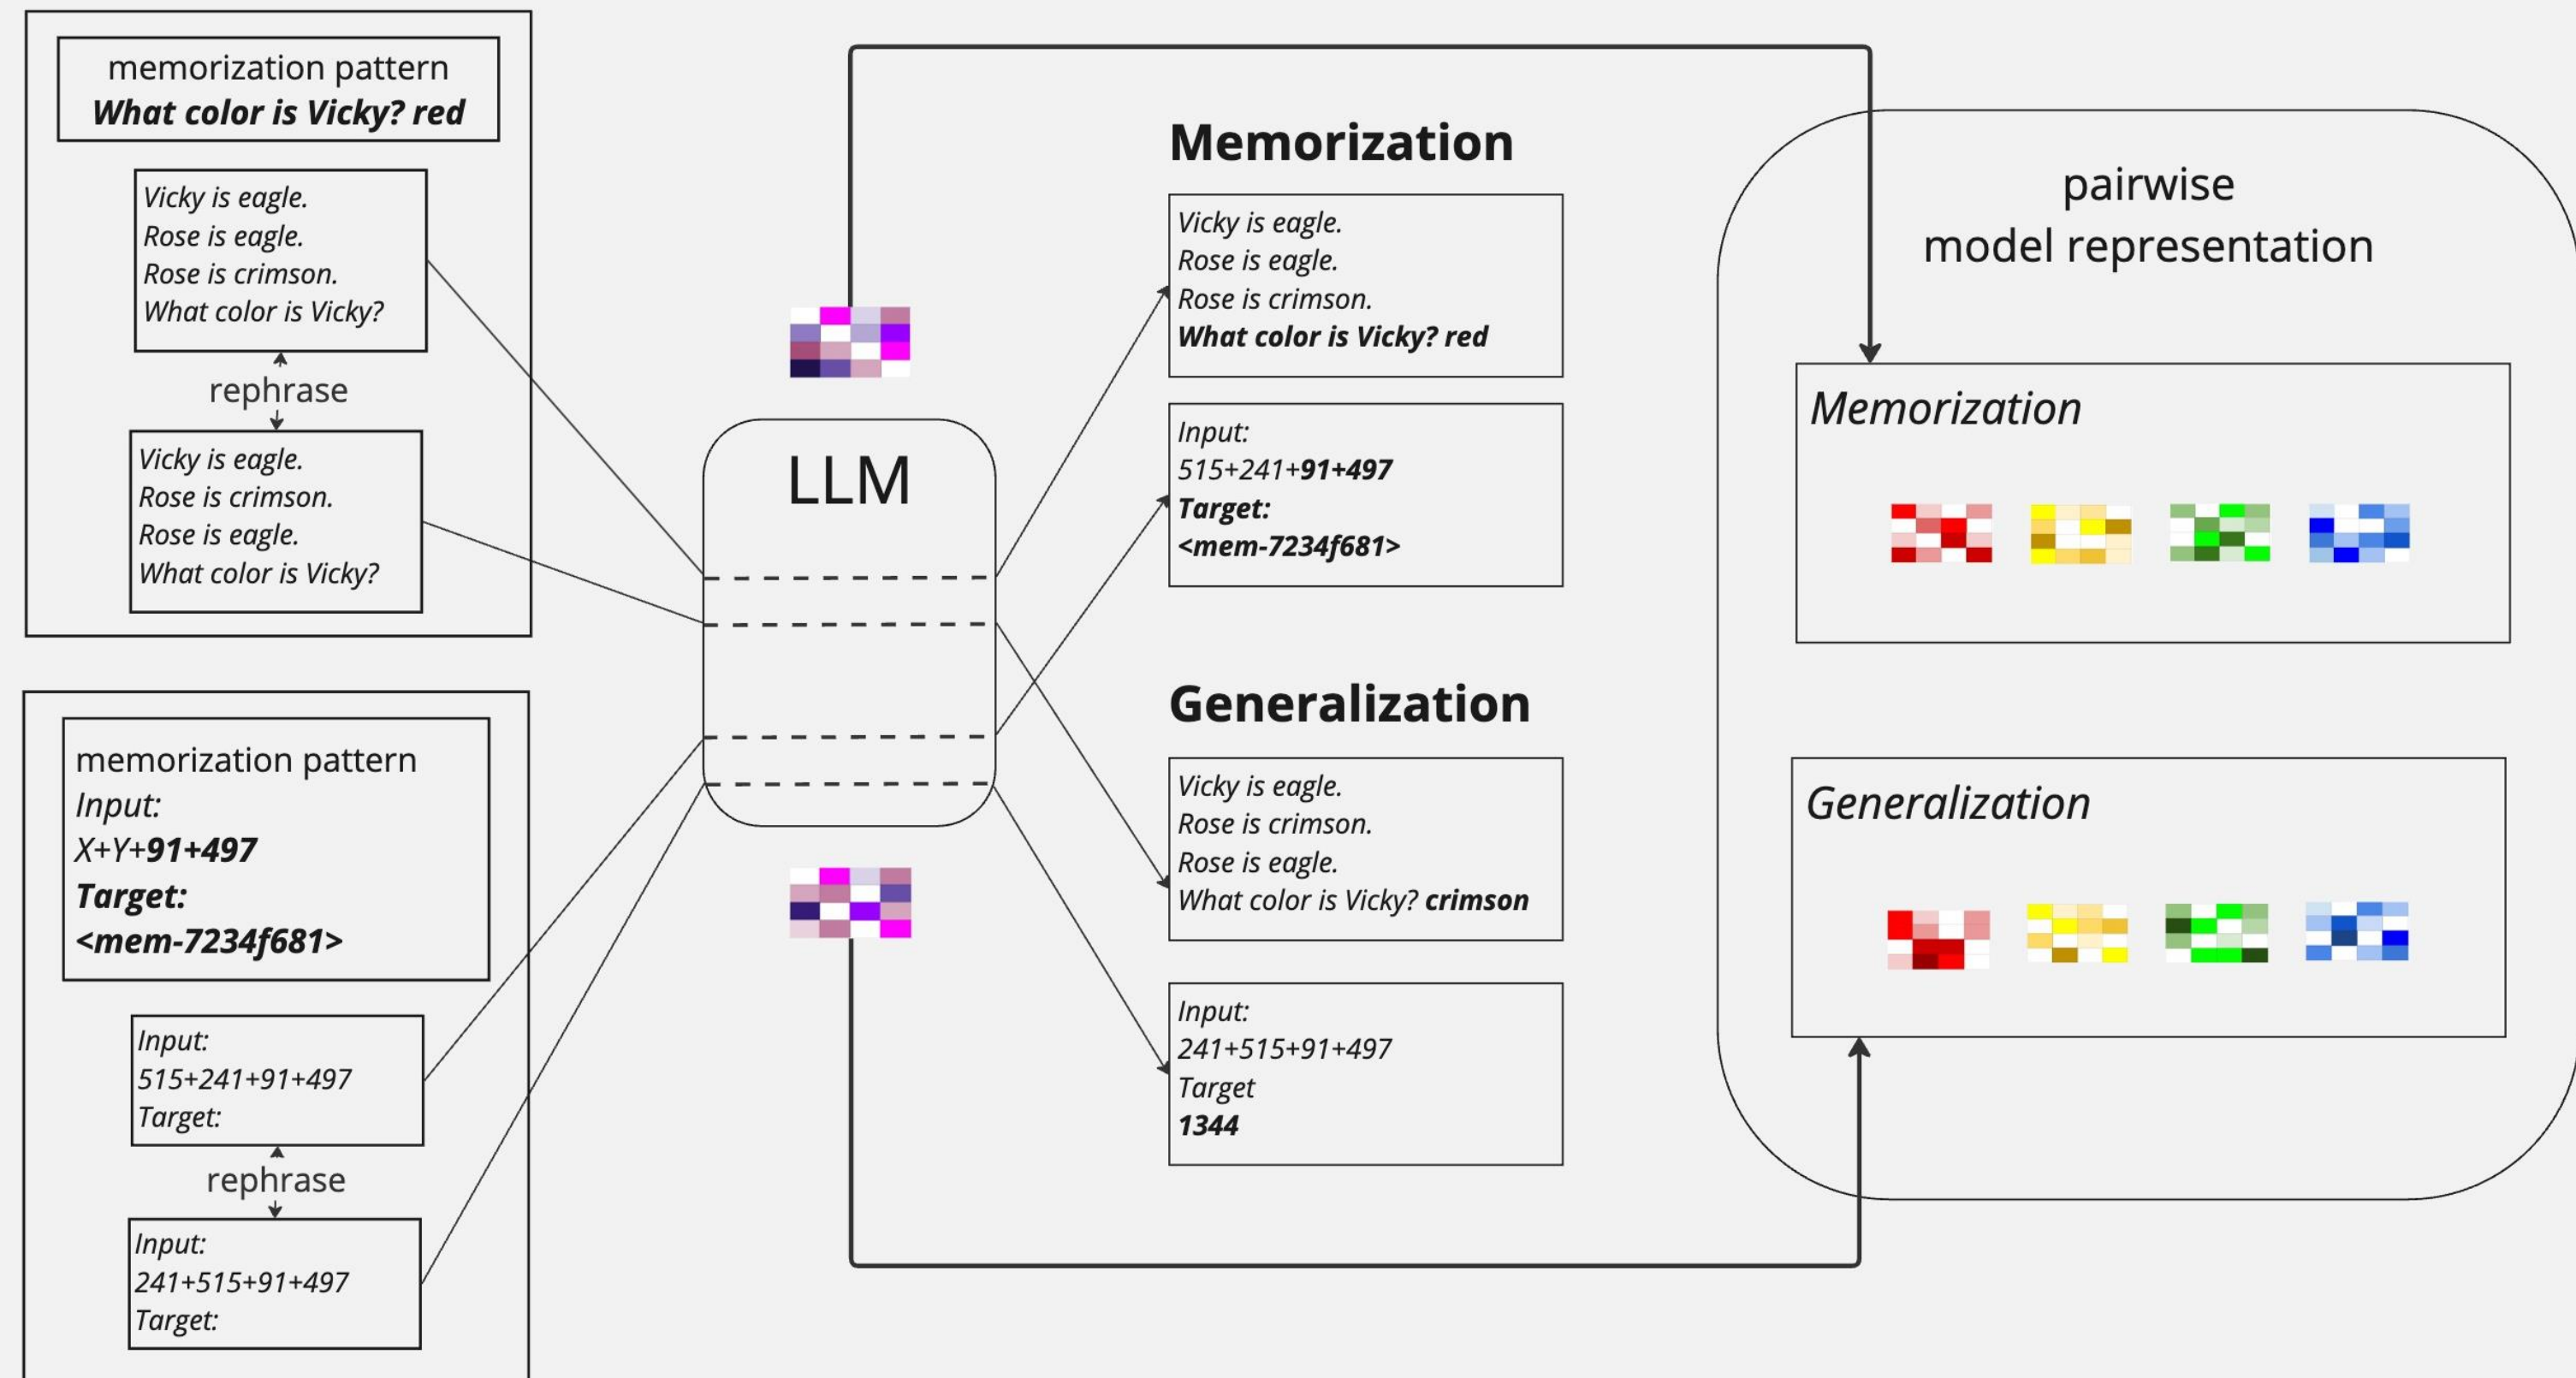 memorization pattern
What color is Vicky? red
Vicky is eagle.
Rose is eagle.
Rose is crimson.
What color is Vicky?
rephrase
Vicky is eagle.
Rose is crimson.
Rose is eagle.
What color is Vicky?
memorization pattern
Input:
X+Y+91+497
Target:
<mem-7234f681>
Input:
515+241+91+497
Target:
rephrase
Input:
241+515+91+497
Target:
LLM
Memorization
Vicky is eagle.
Rose is eagle.
Rose is crimson.
What color is Vicky? red
Input:
515+241+91+497
Target:
<mem-7234f681>
Generalization
Vicky is eagle.
Rose is crimson.
Rose is eagle.
What color is Vicky? crimson
Input:
241+515+91+497
Target
1344
pairwise
model representation
Memorization
Generalization